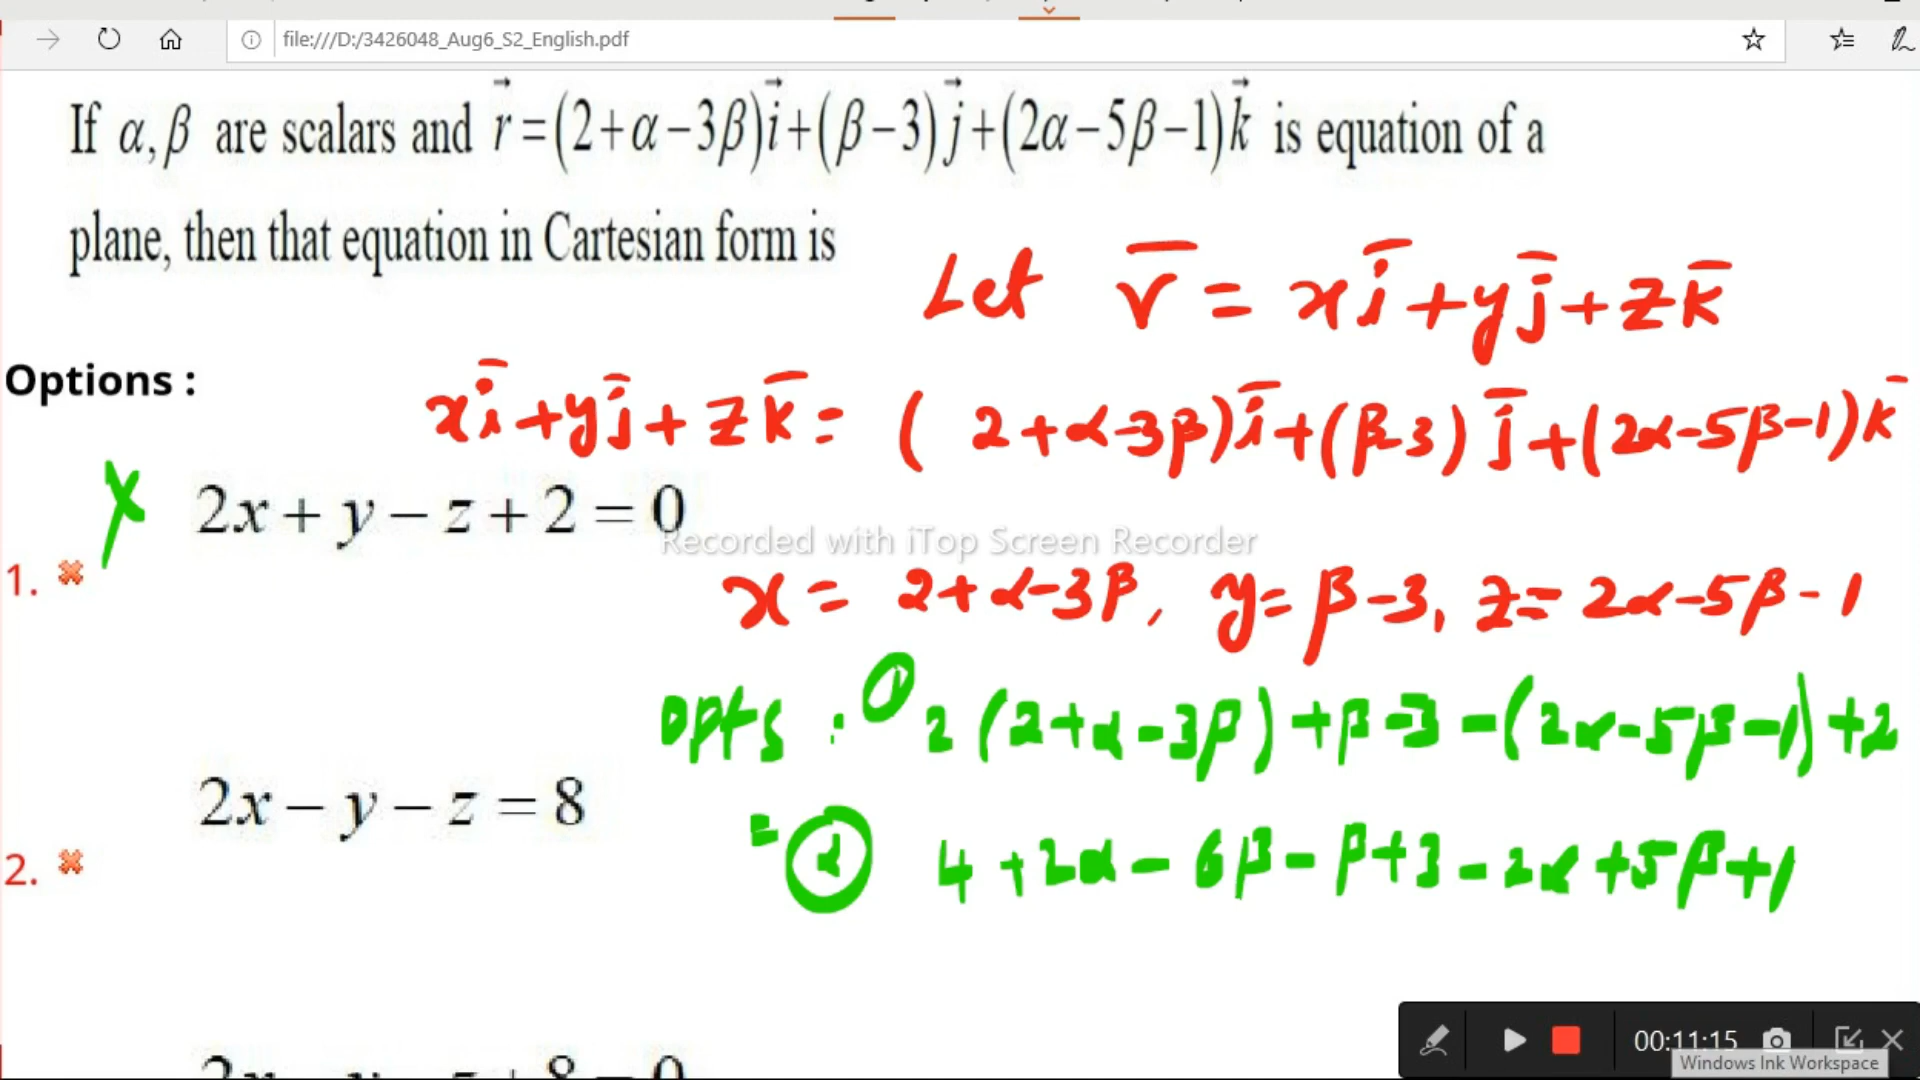 file:///D:/3426048_Aug6_S2_English.pdf
If α, β are scalars and r⃗ = (2+α−3β)i⃗+(β−3)j⃗+(2α−5β−1)k⃗ is equation of a
plane, then that equation in Cartesian form is
Let r̅ = xi̅+yj̅+zk̅
Options :
xi̅+yj̅+zk̅ = ( 2+α-3β)i̅+(β-3) j̅+(2α-5β-1)k̅
2x + y − z + 2 = 0
Recorded with iTop Screen Recorder
1.
x = 2+α-3β, y= β-3, z= 2α-5β-1
opts : ① 2(2+α-3β)+β-3-(2α-5β-1)+2
2x − y − z = 8
= ② 4+2α-6β-β+3-2α+5β+1
2.
00:11:15
Windows Ink Workspace